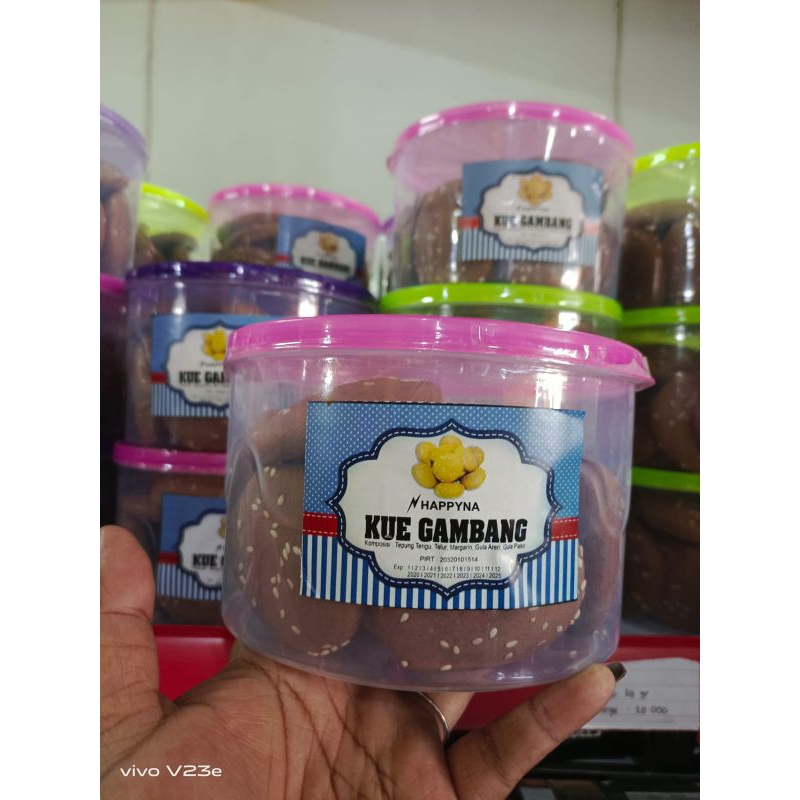 KUE GAMBANG
KUE GAMBANG
KUE
KUE
HAPPYNA
KUE GAMBANG
Komposisi : Tepung Terigu, Telur, Margarin, Gula Aren, Gula Pasir
PIRT : 20320101514
Exp 1 | 2 | 3 | 4 | 5 | 6 | 7 | 8 | 9 | 10 | 11 | 12
2020 | 2021 | 2022 | 2023 | 2024 | 2025
vivo V23e